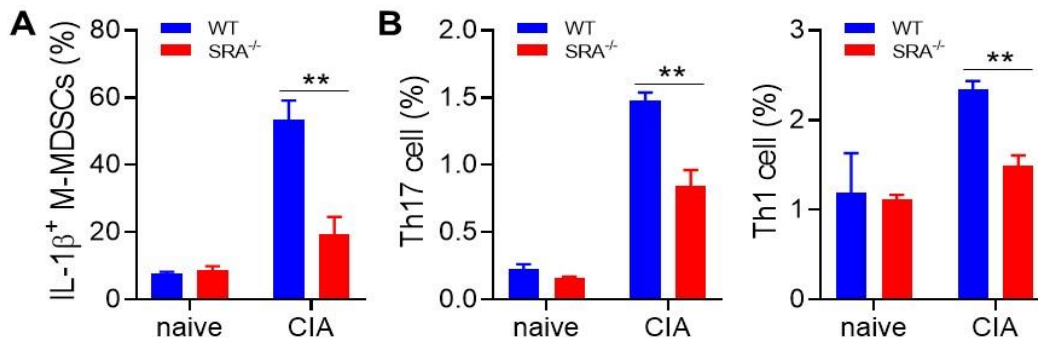 A
IL-1β⁺ M-MDSCs (%)
80
60
40
20
0
WT
SRA⁻/⁻
**
naive
CIA
B
Th17 cell (%)
2.0
1.5
1.0
0.5
0.0
WT
SRA⁻/⁻
**
naive
CIA
Th1 cell (%)
3
2
1
0
WT
SRA⁻/⁻
**
naive
CIA